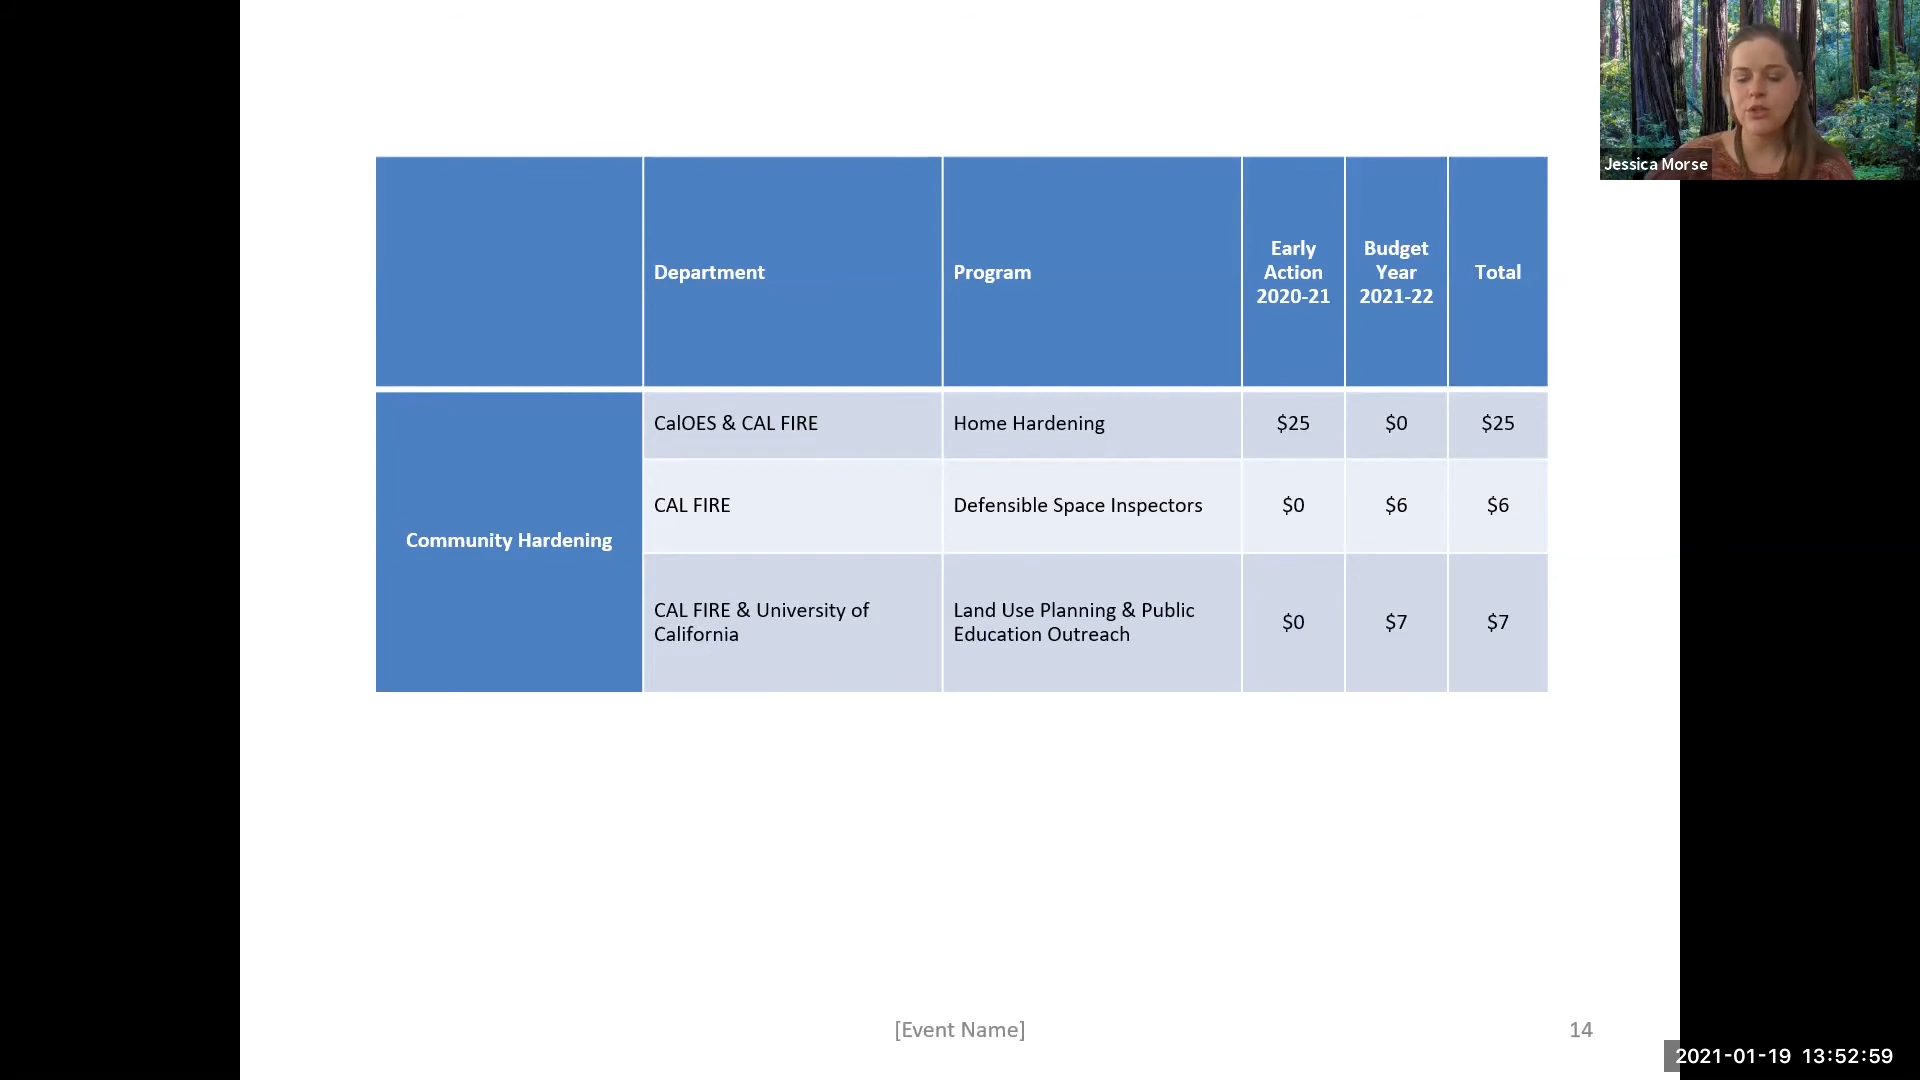 Jessica Morse
Department
Program
Early
Action
2020-21
Budget
Year
2021-22
Total
Community Hardening
CalOES & CAL FIRE
Home Hardening
$25
$0
$25
CAL FIRE
Defensible Space Inspectors
$0
$6
$6
CAL FIRE & University of
California
Land Use Planning & Public
Education Outreach
$0
$7
$7
[Event Name]
14
2021-01-19 13:52:59